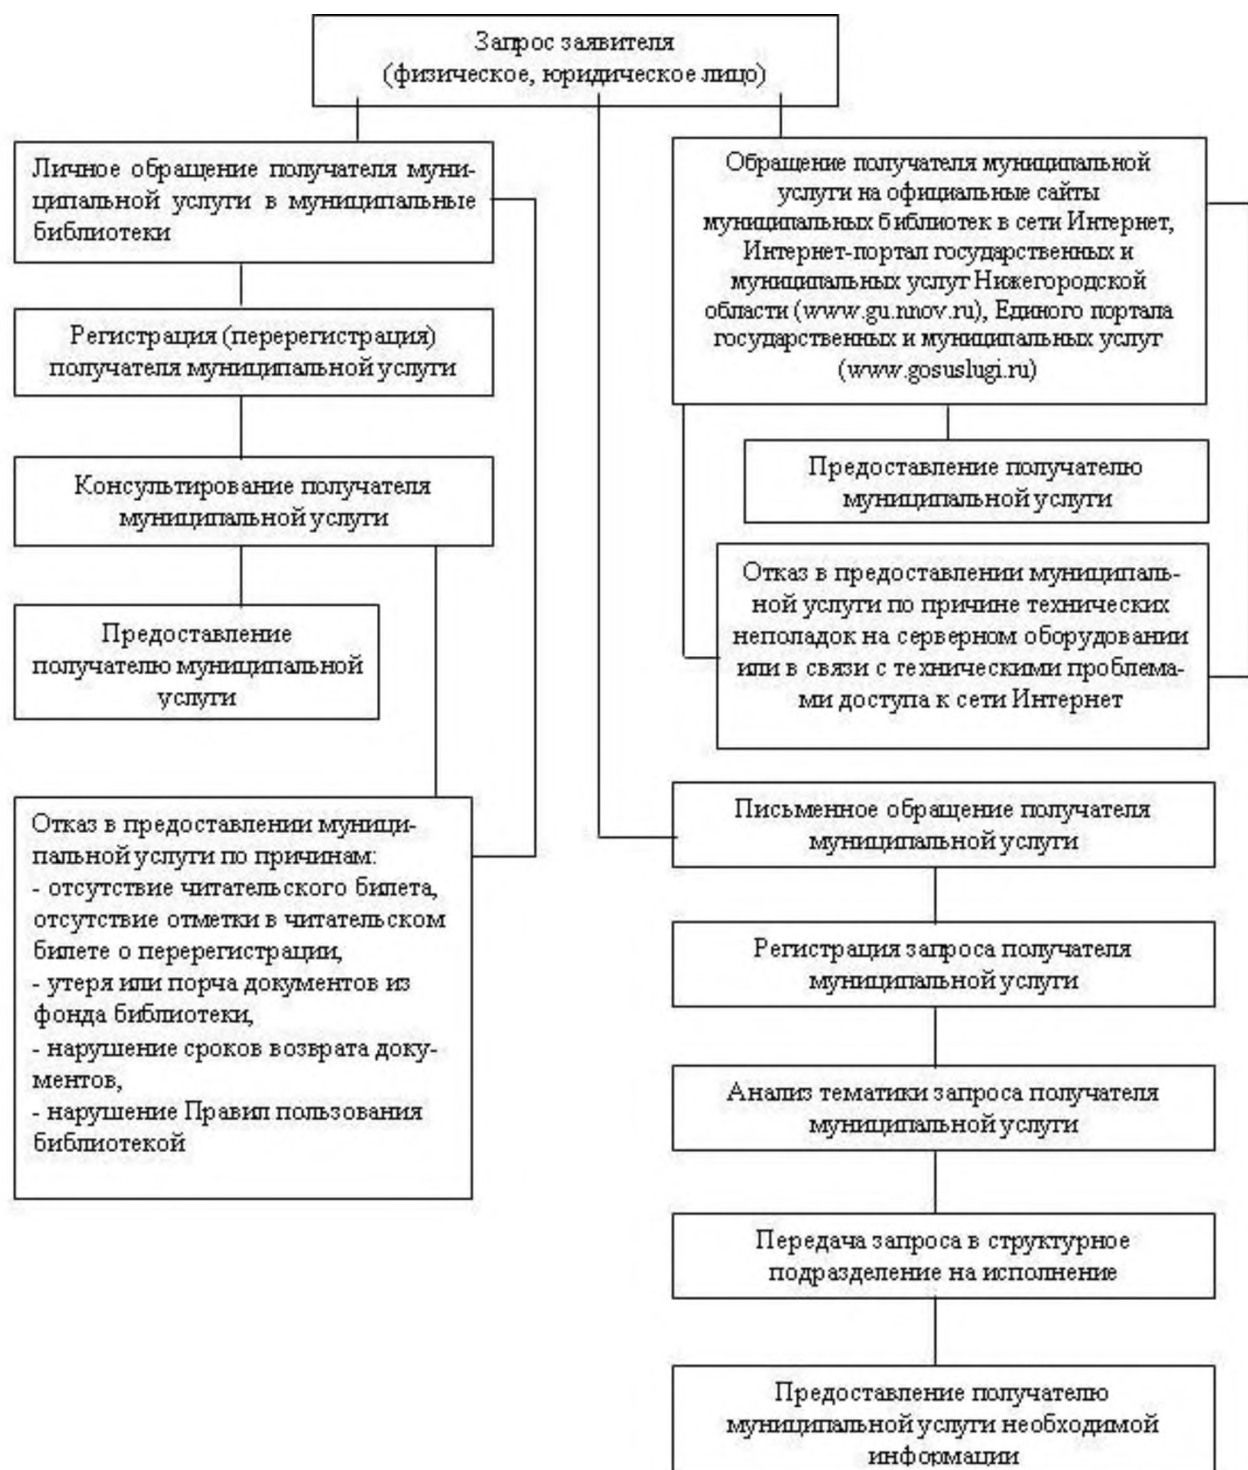 Запрос заявителя
(физическое, юридическое лицо)
Личное обращение получателя муни-
ципальной услуги в муниципальные
библиотеки
Регистрация (перерегистрация)
получателя муниципальной услуги
Консультирование получателя
муниципальной услуги
Предоставление
получателю муниципальной
услуги
Отказ в предоставлении муници-
пальной услуги по причинам:
- отсутствие читательского билета,
отсутствие отметки в читательском
билете о перерегистрации,
- утеря или порча документов из
фонда библиотеки,
- нарушение сроков возврата доку-
ментов,
- нарушение Правил пользования
библиотекой
Обращение получателя муниципальной
услуги на официальные сайты
муниципальных библиотек в сети Интернет,
Интернет-портал государственных и
муниципальных услуг Нижегородской
области (www.gu.nnov.ru), Единого портала
государственных и муниципальных услуг
(www.gosuslugi.ru)
Предоставление получателю
муниципальной услуги
Отказ в предоставлении муниципаль-
ной услуги по причине технических
неполадок на серверном оборудовании
или в связи с техническими проблема-
ми доступа к сети Интернет
Письменное обращение получателя
муниципальной услуги
Регистрация запроса получателя
муниципальной услуги
Анализ тематики запроса получателя
муниципальной услуги
Передача запроса в структурное
подразделение на исполнение
Предоставление получателю
муниципальной услуги необходимой
информации